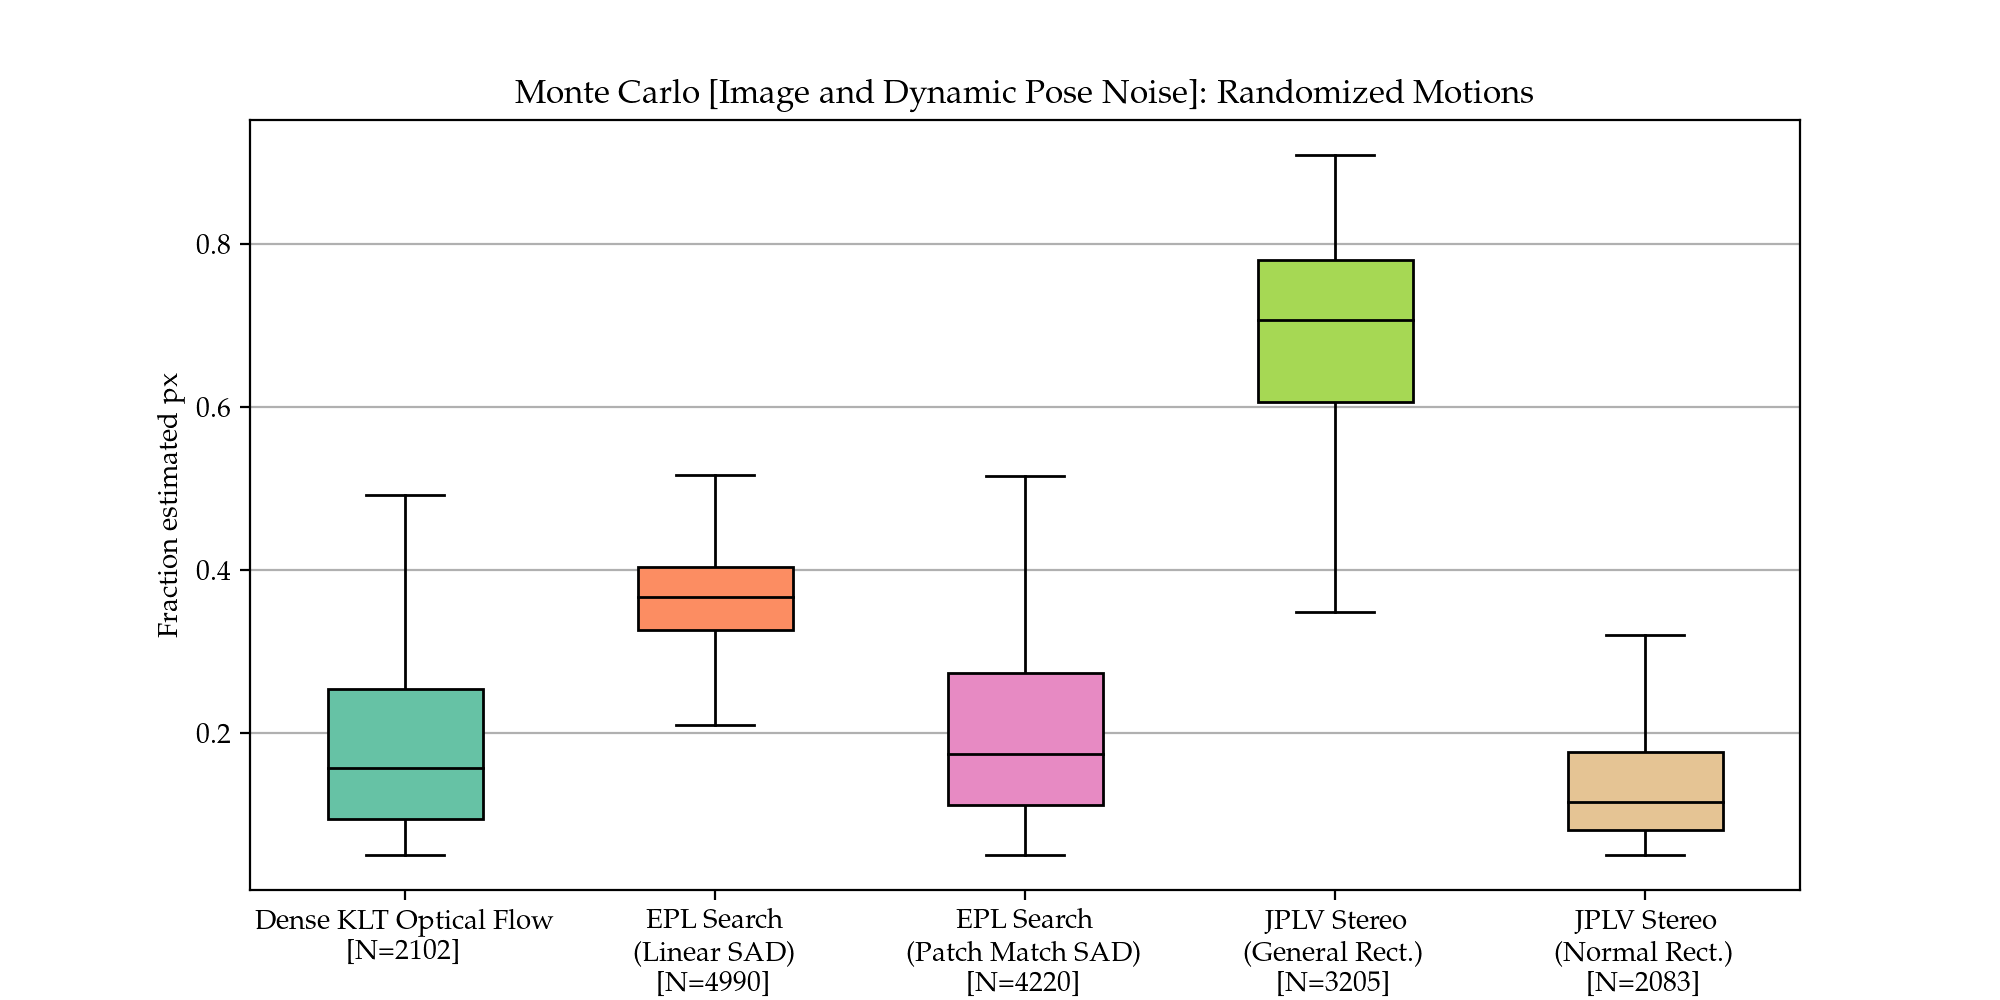 Monte Carlo [Image and Dynamic Pose Noise]: Randomized Motions
Fraction estimated px
0.8
0.6
0.4
0.2
Dense KLT Optical Flow
[N=2102]
EPL Search
(Linear SAD)
[N=4990]
EPL Search
(Patch Match SAD)
[N=4220]
JPLV Stereo
(General Rect.)
[N=3205]
JPLV Stereo
(Normal Rect.)
[N=2083]